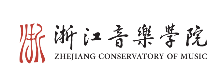 浙江音樂學院
ZHEJIANG CONSERVATORY OF MUSIC